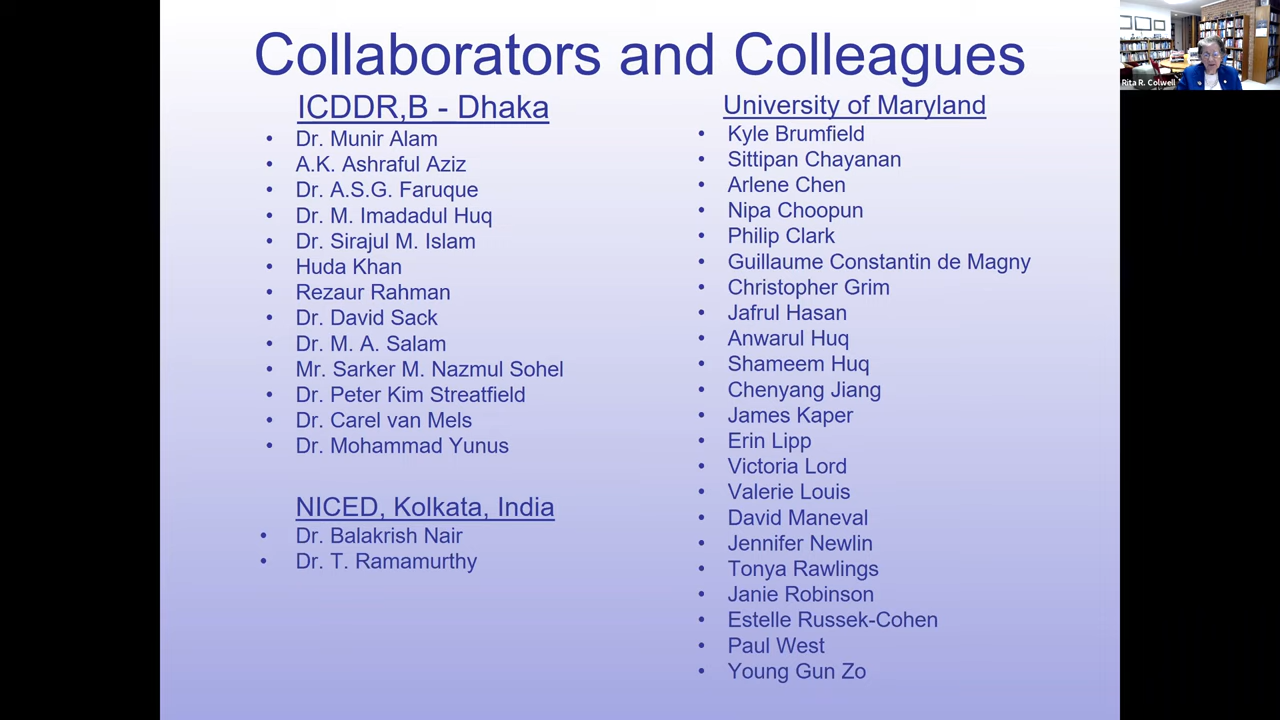 Collaborators and Colleagues
ICDDR,B - Dhaka
• Dr. Munir Alam
• A.K. Ashraful Aziz
• Dr. A.S.G. Faruque
• Dr. M. Imadadul Huq
• Dr. Sirajul M. Islam
• Huda Khan
• Rezaur Rahman
• Dr. David Sack
• Dr. M. A. Salam
• Mr. Sarker M. Nazmul Sohel
• Dr. Peter Kim Streatfield
• Dr. Carel van Mels
• Dr. Mohammad Yunus
NICED, Kolkata, India
• Dr. Balakrish Nair
• Dr. T. Ramamurthy
University of Maryland
• Kyle Brumfield
• Sittipan Chayanan
• Arlene Chen
• Nipa Choopun
• Philip Clark
• Guillaume Constantin de Magny
• Christopher Grim
• Jafrul Hasan
• Anwarul Huq
• Shameem Huq
• Chenyang Jiang
• James Kaper
• Erin Lipp
• Victoria Lord
• Valerie Louis
• David Maneval
• Jennifer Newlin
• Tonya Rawlings
• Janie Robinson
• Estelle Russek-Cohen
• Paul West
• Young Gun Zo
Rita R. Colwell